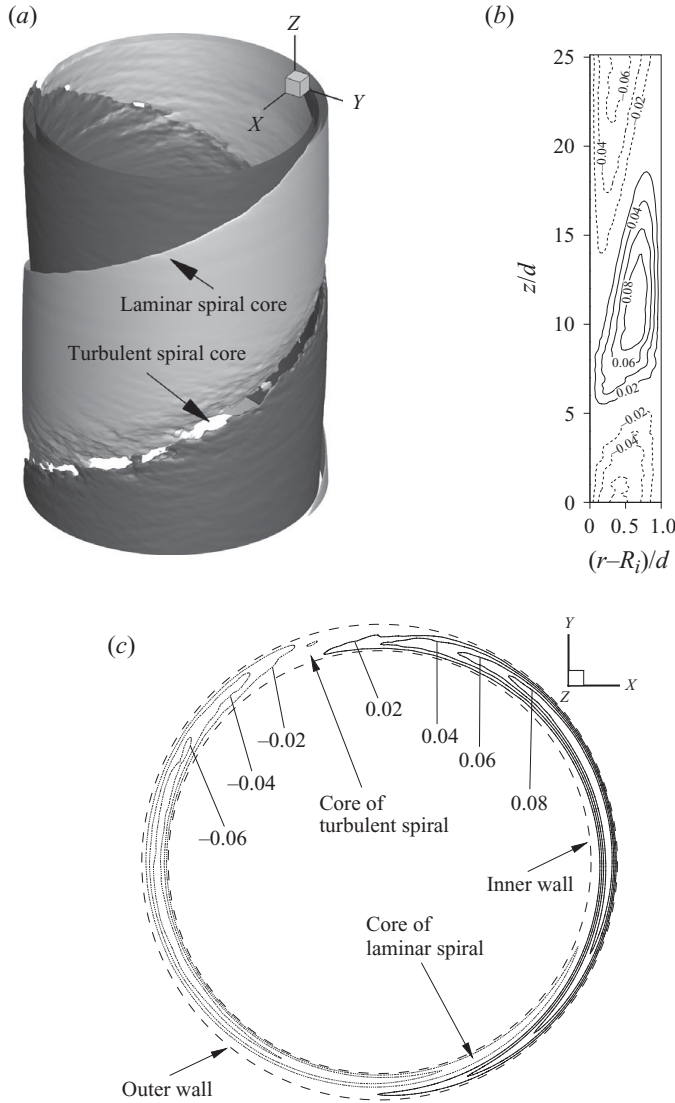 (a)
Z
Y
X
Laminar spiral core
Turbulent spiral core
(b)
25
20
15
10
5
0
z/d
−0.06
−0.02
−0.04
0.04
0.08
0.06
0.02
−0.02
−0.04
0 0.5 1.0
(r–R_i)/d
(c)
Y
Z X
0.02
0.04
0.06
0.08
−0.02
−0.04
−0.06
Core of
turbulent spiral
Inner wall
Core of
laminar spiral
Outer wall